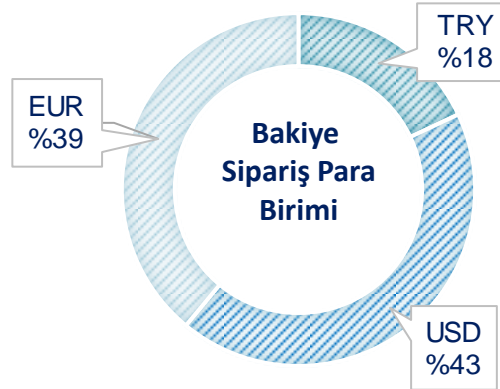 TRY
%18
EUR
%39
Bakiye
Sipariş Para
Birimi
USD
%43